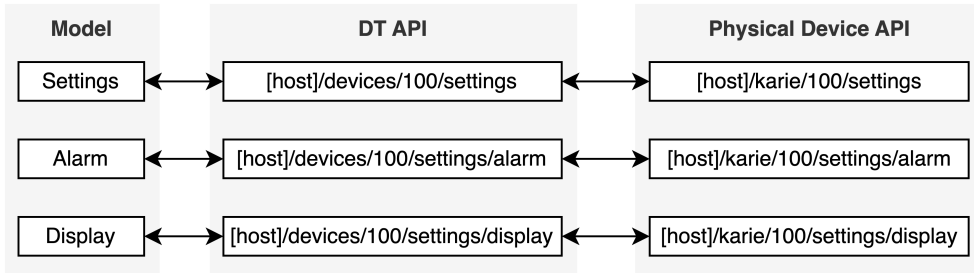 Model
DT API
Physical Device API
Settings
[host]/devices/100/settings
[host]/karie/100/settings
Alarm
[host]/devices/100/settings/alarm
[host]/karie/100/settings/alarm
Display
[host]/devices/100/settings/display
[host]/karie/100/settings/display